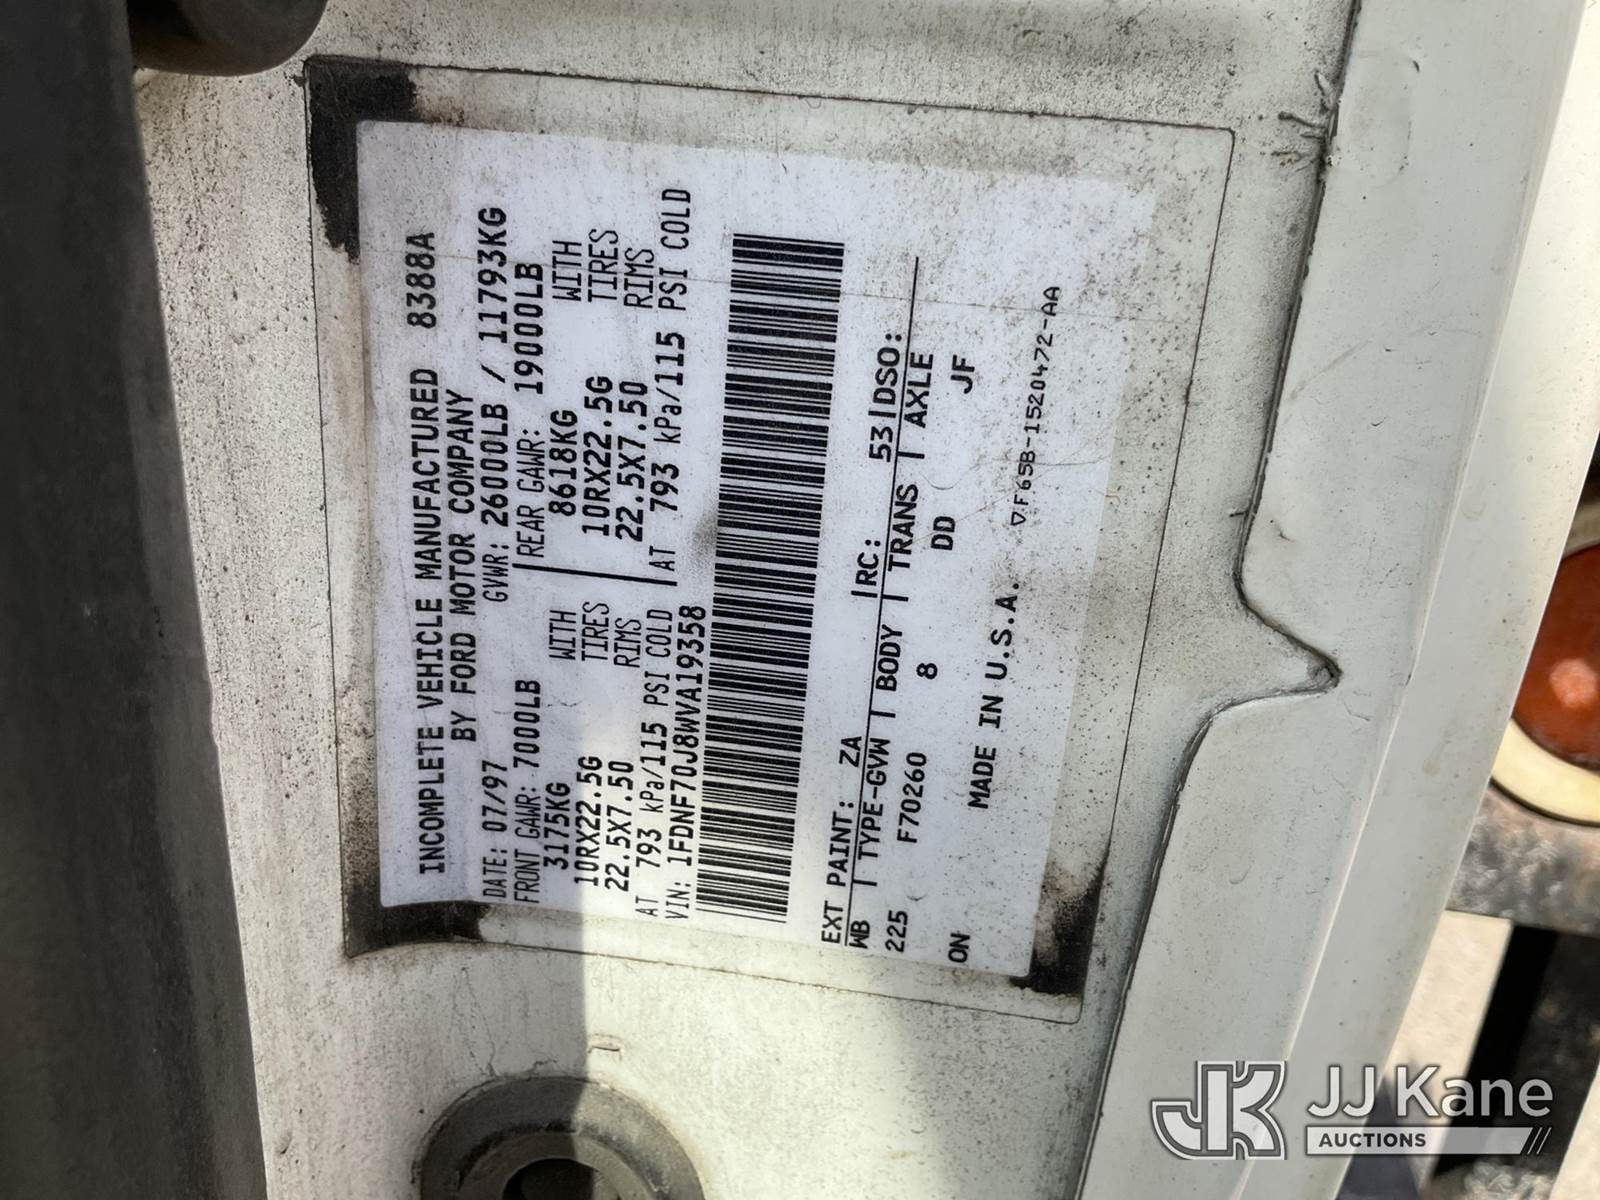 INCOMPLETE VEHICLE MANUFACTURED 8388A
BY FORD MOTOR COMPANY
DATE: 07/97 GVWR: 26000LB / 11793KG
FRONT GAWR: 7000LB REAR GAWR: 19000LB
3175KG WITH 8618KG WITH
10RX22.5G TIRES 10RX22.5G TIRES
22.5X7.50 RIMS 22.5X7.50 RIMS
AT 793 kPa/115 PSI COLD AT 793 kPa/115 PSI COLD
VIN: 1FDNF70J8WVA19358
EXT PAINT: ZA RC: 53 DSO:
WB TYPE-GVW BODY TRANS AXLE
225 F70260 8 DD JF
ON
MADE IN U.S.A.
▽F65B-1520472-AA
JK
JJ Kane
AUCTIONS